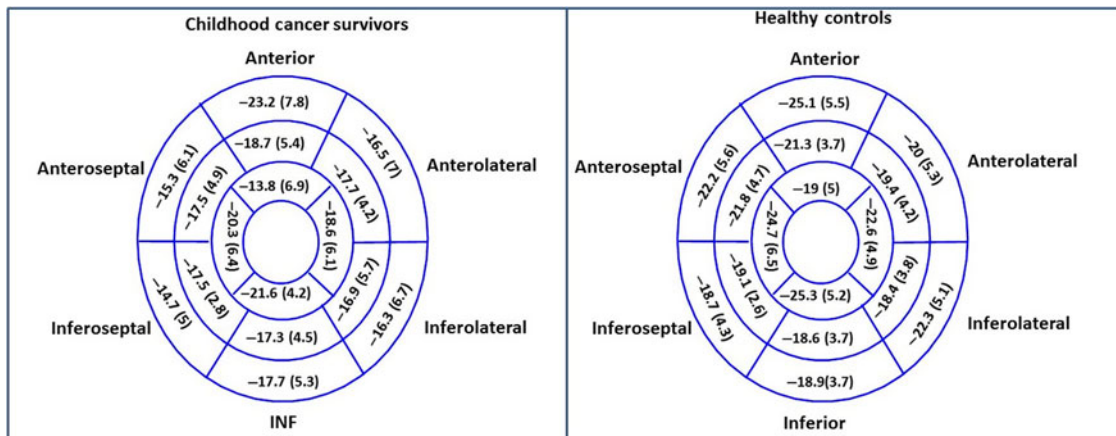 Childhood cancer survivors
Anterior
−23.2 (7.8)
−18.7 (5.4)
−13.8 (6.9)
Anteroseptal
−15.3 (6.1)
−17.5 (4.9)
−20.3 (6.4)
−18.6 (6.1)
−17.7 (4.2)
−16.5 (7)
Anterolateral
Inferoseptal
−14.7 (5)
−17.5 (2.8)
−21.6 (4.2)
−16.9 (5.7)
−16.3 (6.7)
Inferolateral
−17.3 (4.5)
−17.7 (5.3)
INF
Healthy controls
Anterior
−25.1 (5.5)
−21.3 (3.7)
−19 (5)
Anteroseptal
−22.2 (5.6)
−21.8 (4.7)
−24.7 (6.5)
−22.6 (4.9)
−19.4 (4.2)
−20 (5.3)
Anterolateral
Inferoseptal
−18.7 (4.3)
−19.1 (2.6)
−25.3 (5.2)
−18.4 (3.8)
−22.3 (5.1)
Inferolateral
−18.6 (3.7)
−18.9(3.7)
Inferior